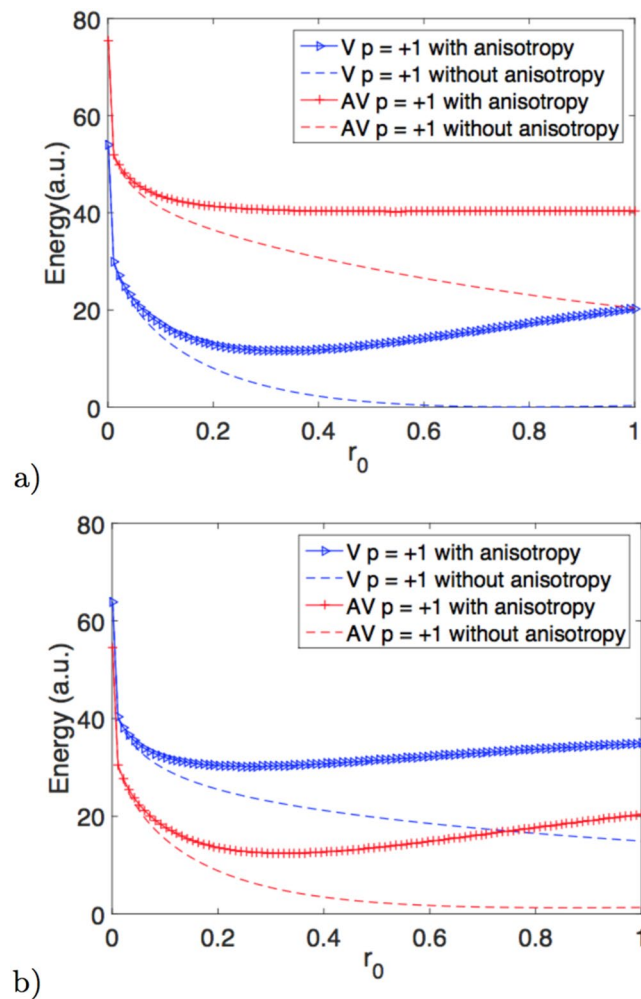 80
60
40
20
0
Energy(a.u.)
V p = +1 with anisotropy
V p = +1 without anisotropy
AV p = +1 with anisotropy
AV p = +1 without anisotropy
0 0.2 0.4 0.6 0.8 1
r0
a)
80
60
40
20
0
Energy (a.u.)
V p = +1 with anisotropy
V p = +1 without anisotropy
AV p = +1 with anisotropy
AV p = +1 without anisotropy
0 0.2 0.4 0.6 0.8 1
r0
b)